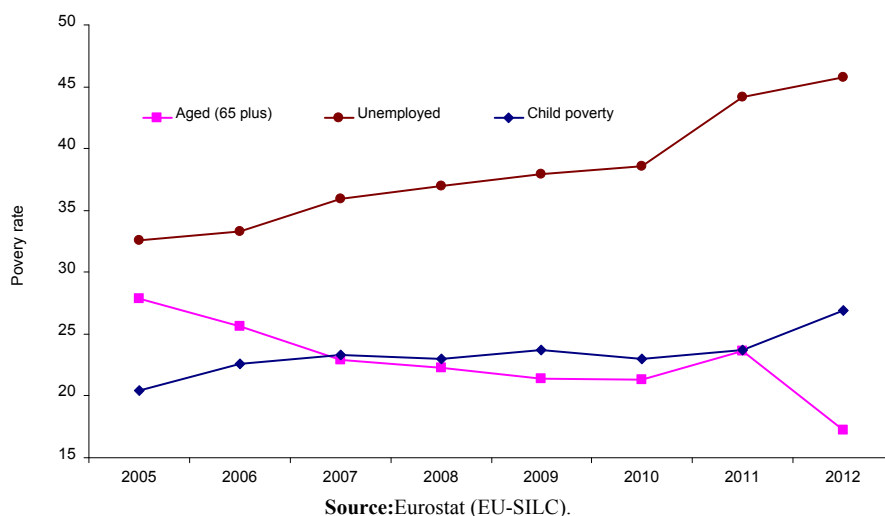 50
45
Aged (65 plus) Unemployed Child poverty
40
35
Povery rate
30
25
20
15
2005 2006 2007 2008 2009 2010 2011 2012
Source:Eurostat (EU-SILC).